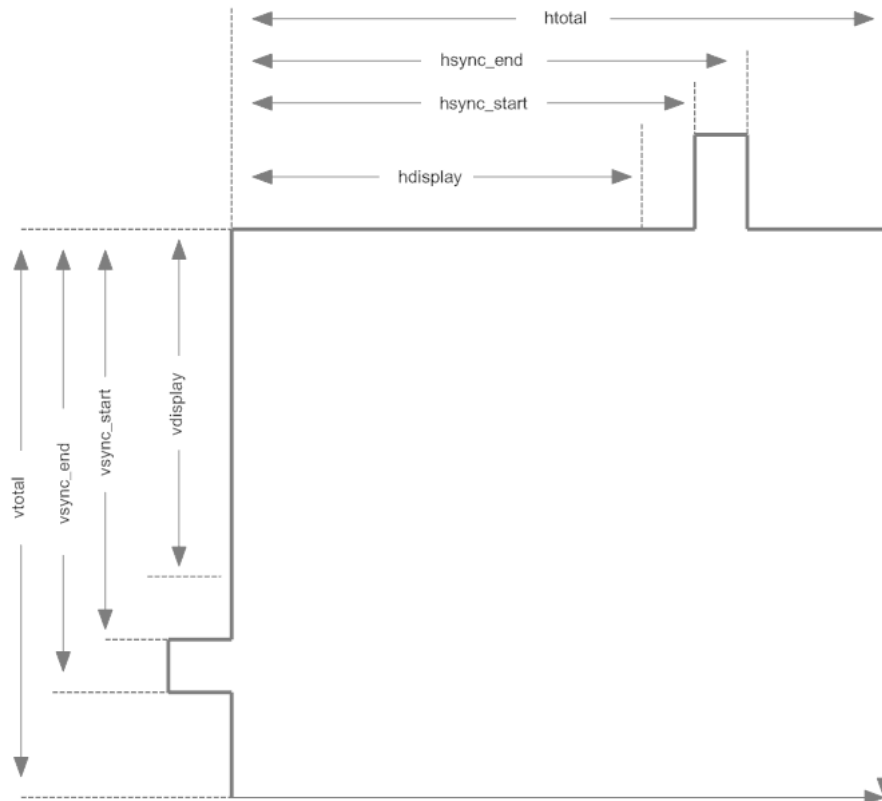 htotal
hsync_end
hsync_start
hdisplay
vdisplay
vsync_start
vsync_end
vtotal